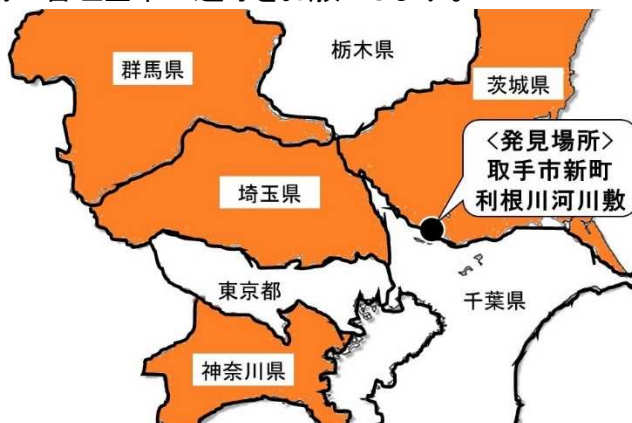 栃木県
群馬県
茨城県
<発見場所>
取手市新町
利根川河川敷
埼玉県
東京都
千葉県
神奈川県